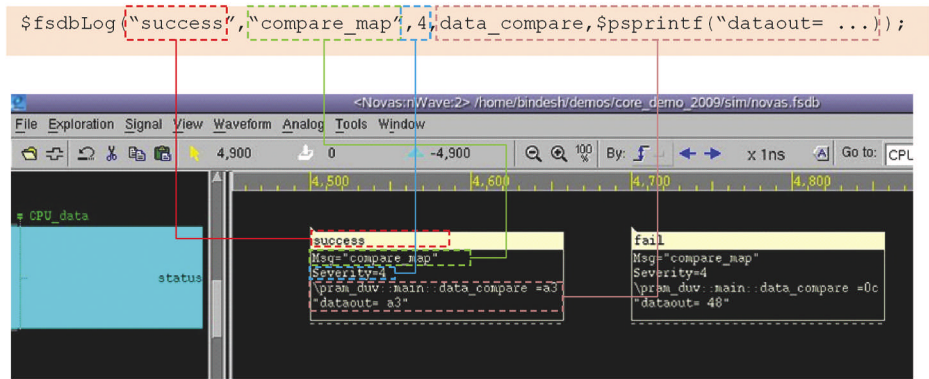 $fsdbLog(“success”,“compare_map”,4,data_compare,$psprintf(“dataout= ...));
<Novas:nWave:2> /home/bindesh/demos/core_demo_2009/sim/novas.fsdb
File Exploration Signal View Waveform Analog Tools Window
4,900 0 -4,900 100 % By: x 1ns Go to: CPU
4,500 4,600 4,700 4,800
CPU_data
status
success
Msg="compare_map"
Severity=4
\pram_duv::main::data_compare =a3
"dataout= a3"
fail
Msg="compare_map"
Severity=4
\pram_duv::main::data_compare =0c
"dataout= 48"